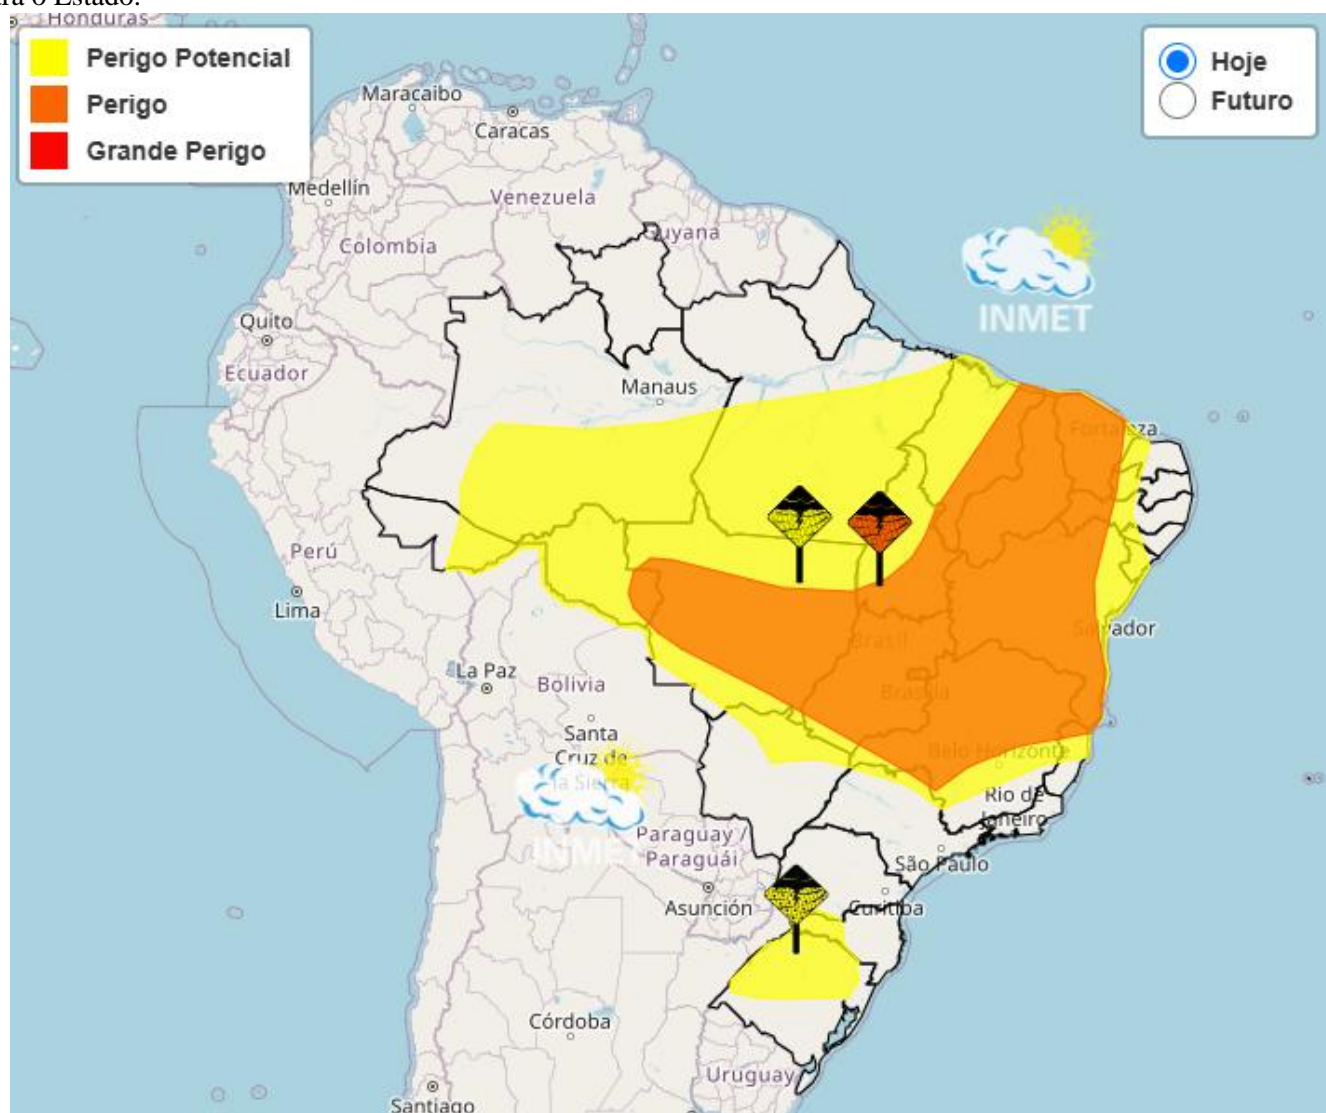 ra o Estado.
Honduras
Perigo Potencial
Perigo
Grande Perigo
Hoje
Futuro
Maracaibo
Caracas
Medellín
Venezuela
Guyana
Colombia
INMET
Quito
Ecuador
Manaus
Fortaleza
Perú
Lima
Salvador
Brasil
La Paz
Bolivia
Brasília
Santa
Cruz de
la Sierra
Belo Horizonte
Rio de
Janeiro
INMET
Paraguay /
Paraguái
São Paulo
Asunción
Curitiba
Córdoba
Uruguay
Santiago